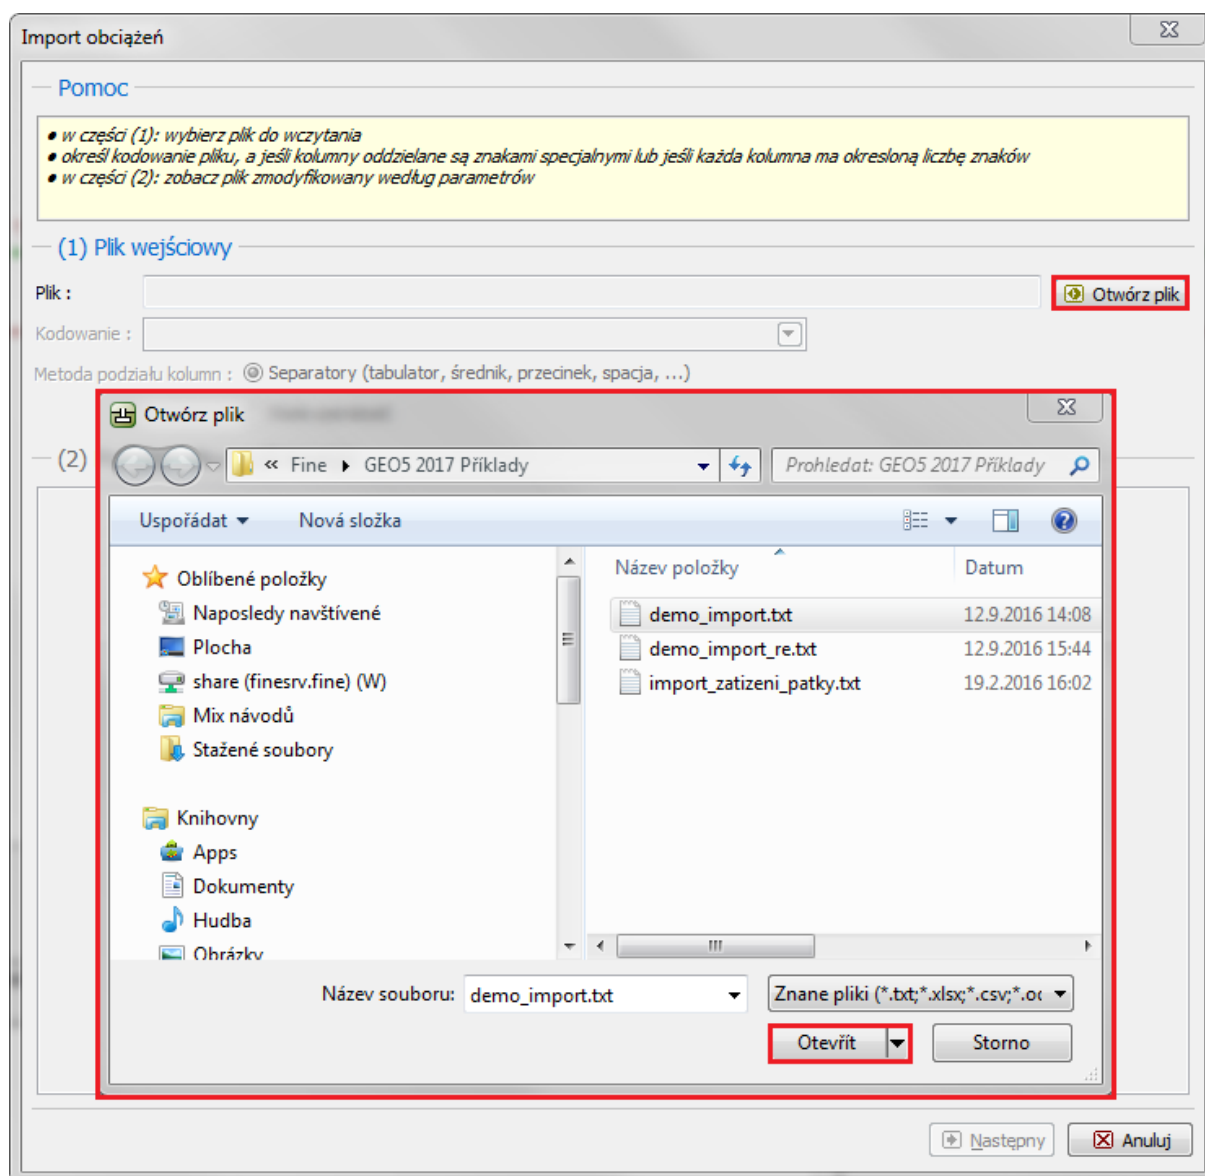 Import obciążeń
Pomoc
• w części (1): wybierz plik do wczytania
• określ kodowanie pliku, a jeśli kolumny oddzielane są znakami specjalnymi lub jeśli każda kolumna ma okresloną liczbę znaków
• w części (2): zobacz plik zmodyfikowany według parametrów
(1) Plik wejściowy
Plik : Otwórz plik
Kodowanie :
Metoda podziału kolumn : Separatory (tabulator, średnik, przecinek, spacja, ...)
Otwórz plik
(2)
« Fine GEO5 2017 Příklady Prohledat: GEO5 2017 Příklady
Uspořádat Nová složka
Název položky Datum
Oblíbené položky
Naposledy navštívené
Plocha
share (finesrv.fine) (W)
Mix návodů
Stažené soubory
Knihovny
Apps
Dokumenty
Hudba
Obrázky
demo_import.txt 12.9.2016 14:08
demo_import_re.txt 12.9.2016 15:44
import_zatizeni_patky.txt 19.2.2016 16:02
Název souboru: demo_import.txt Znane pliki (*.txt;*.xlsx;*.csv;*.oc
Otevřít Storno
Następny Anuluj